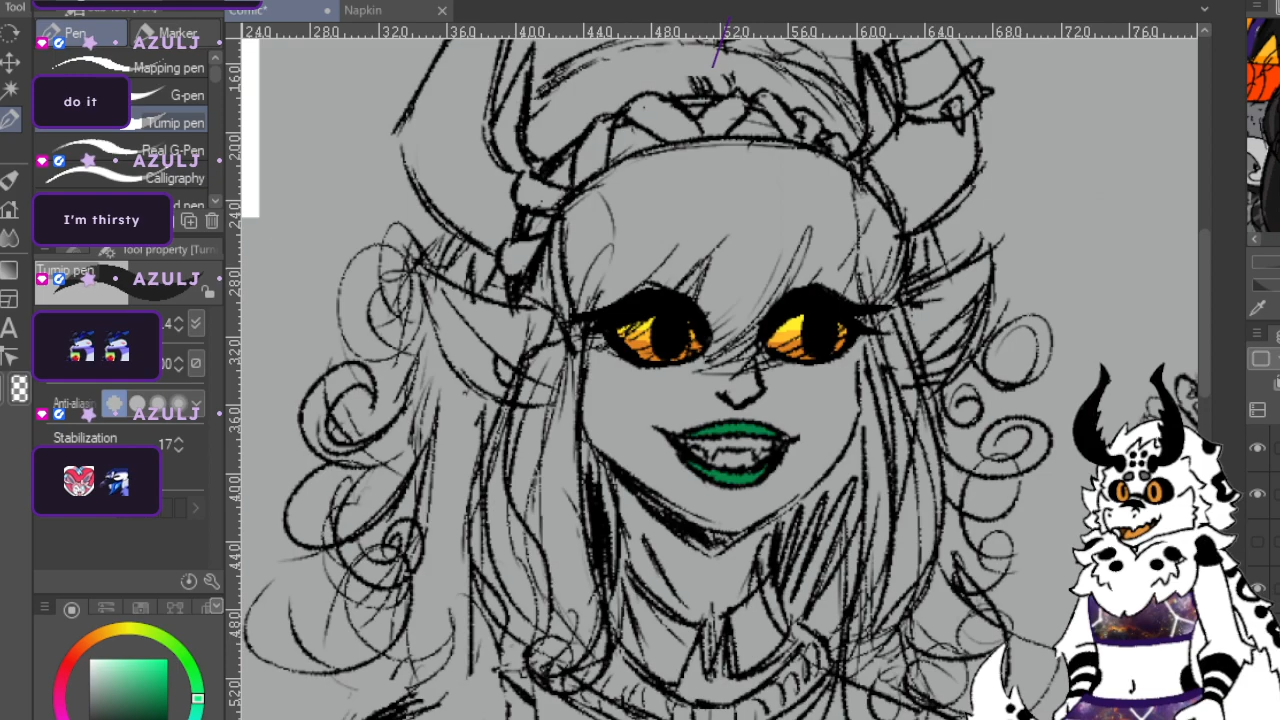 Tool
Comic*
Napkin
Pen
Marker
AZULJ
Mapping pen
do it
G-pen
Turnip pen
Real G-Pen
AZULJ
Calligraphy
I'm thirsty
Tool property [Turn
Turnip pen
AZULJ
Anti-alias
AZULJ
Stabilization
17
240 280 320 360 400 440 480 520 560 600 640 680 720 760
160
200
240
280
320
360
400
440
480
520
A